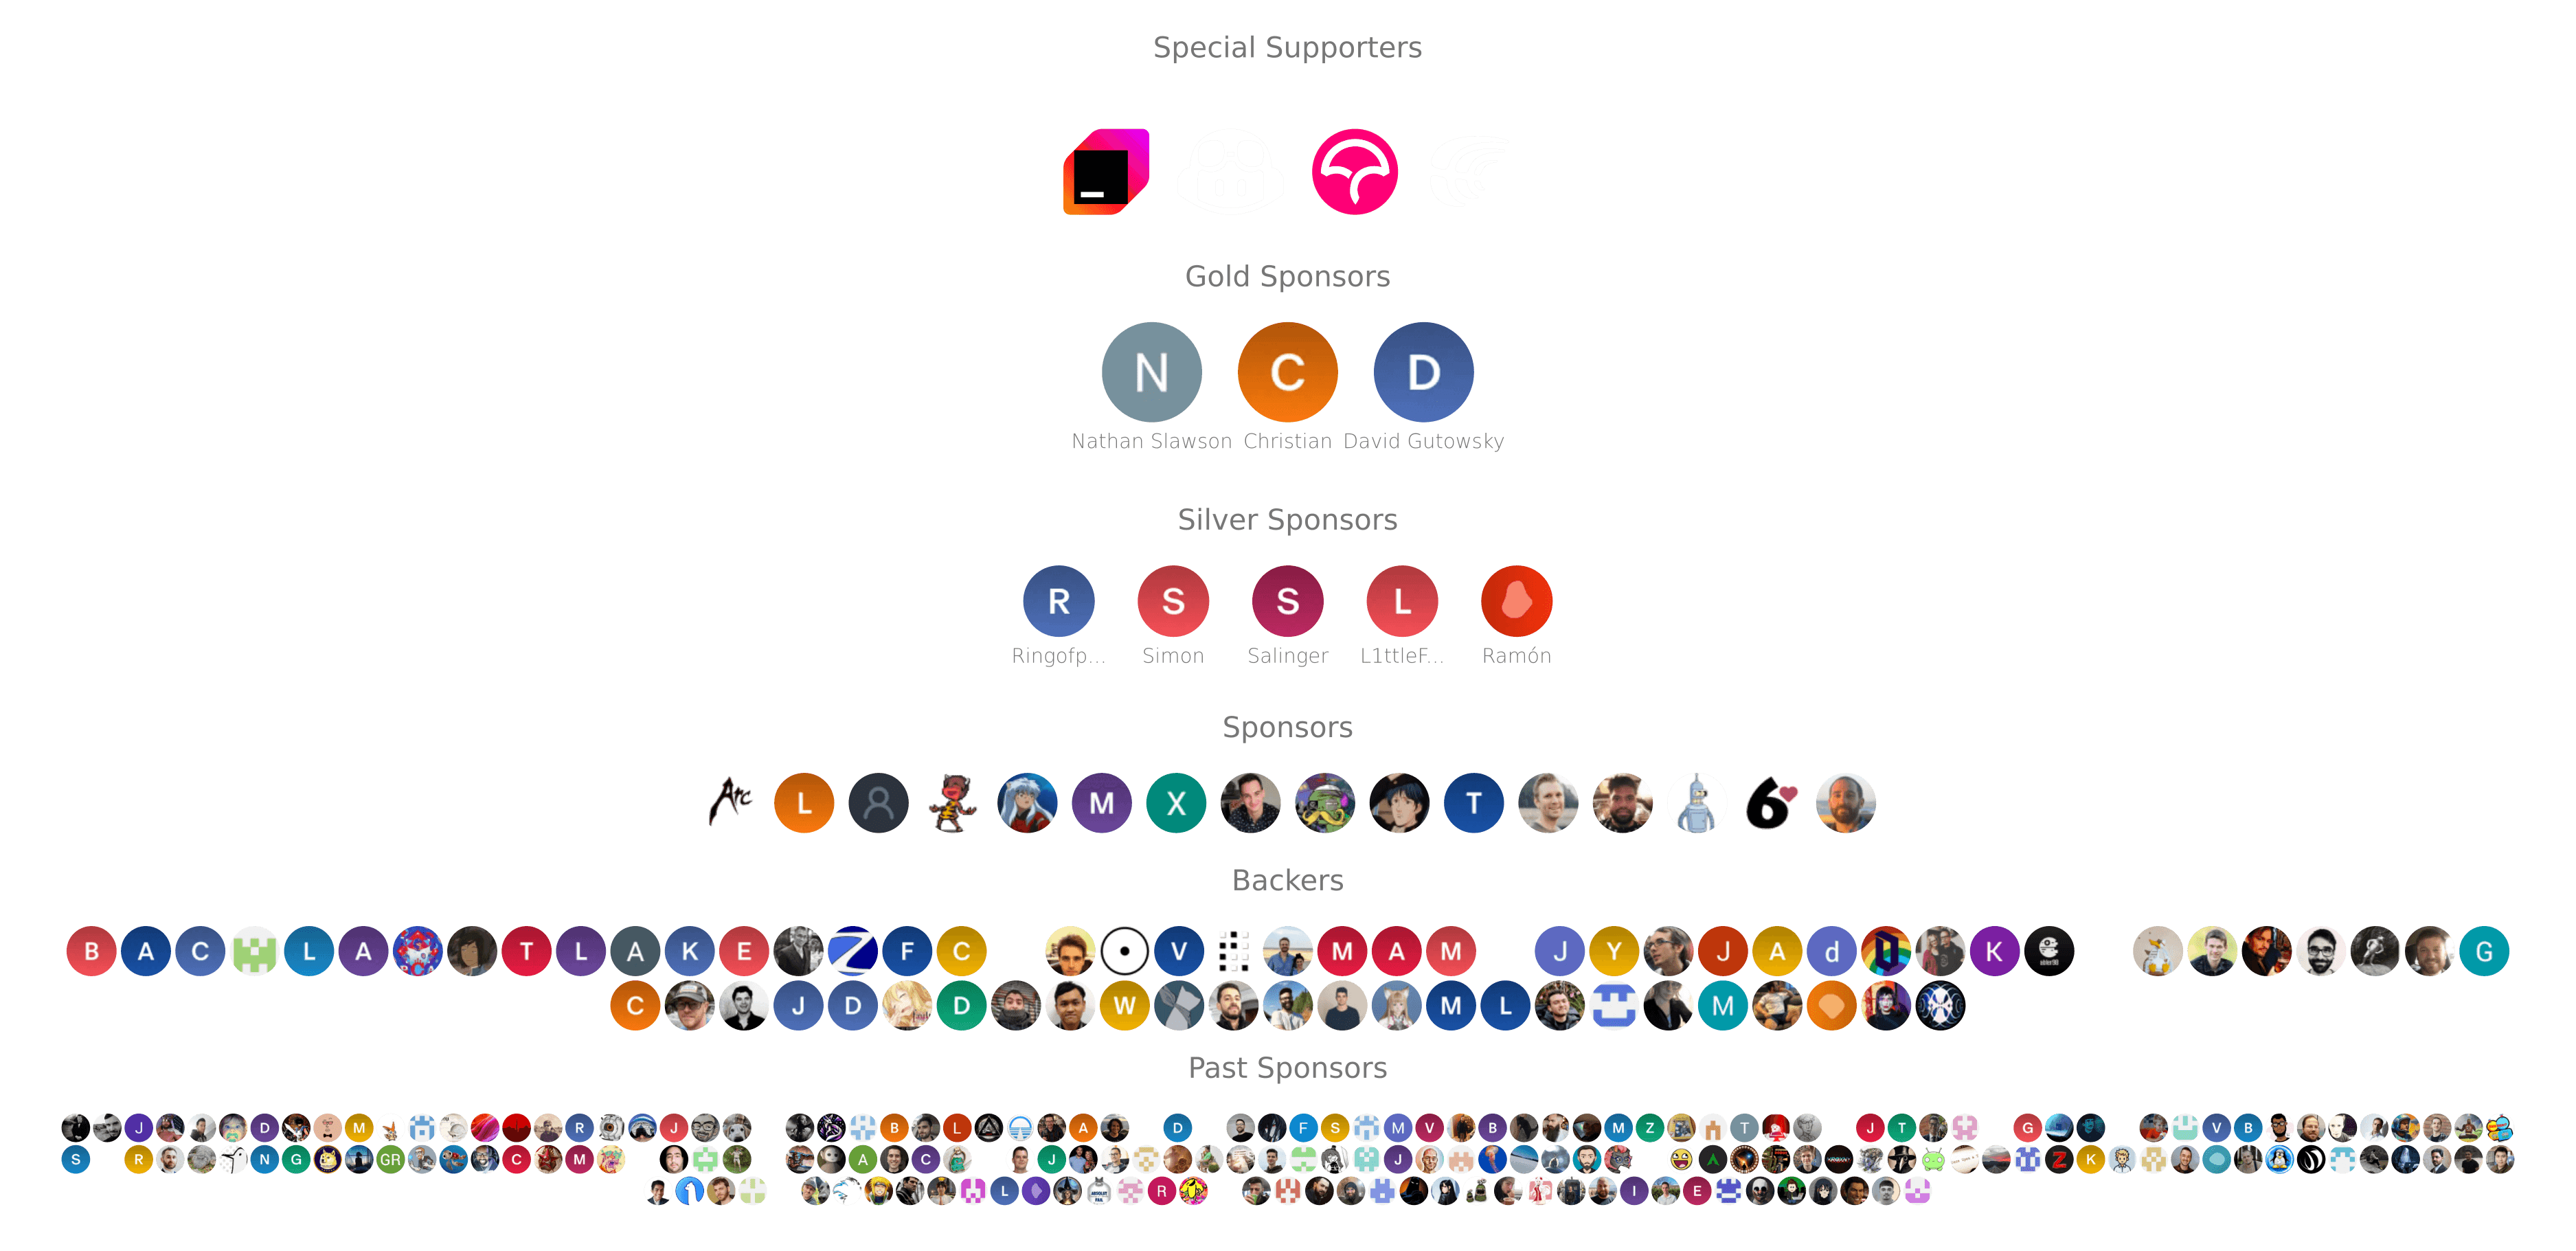 Special Supporters
Gold Sponsors
N C D
Nathan Slawson Christian David Gutowsky
Silver Sponsors
R S S L
Ringofp... Simon Salinger L1ttleF... Ramón
Sponsors
Arc L M X T 6
Backers
B A C L A T L A K E F C V M A M J Y J A d K G
C J D D W M L M
Past Sponsors
J D M R J B L A D F S M V B M Z T J T G V B
S R N G GR C M A C J J K
L R I E